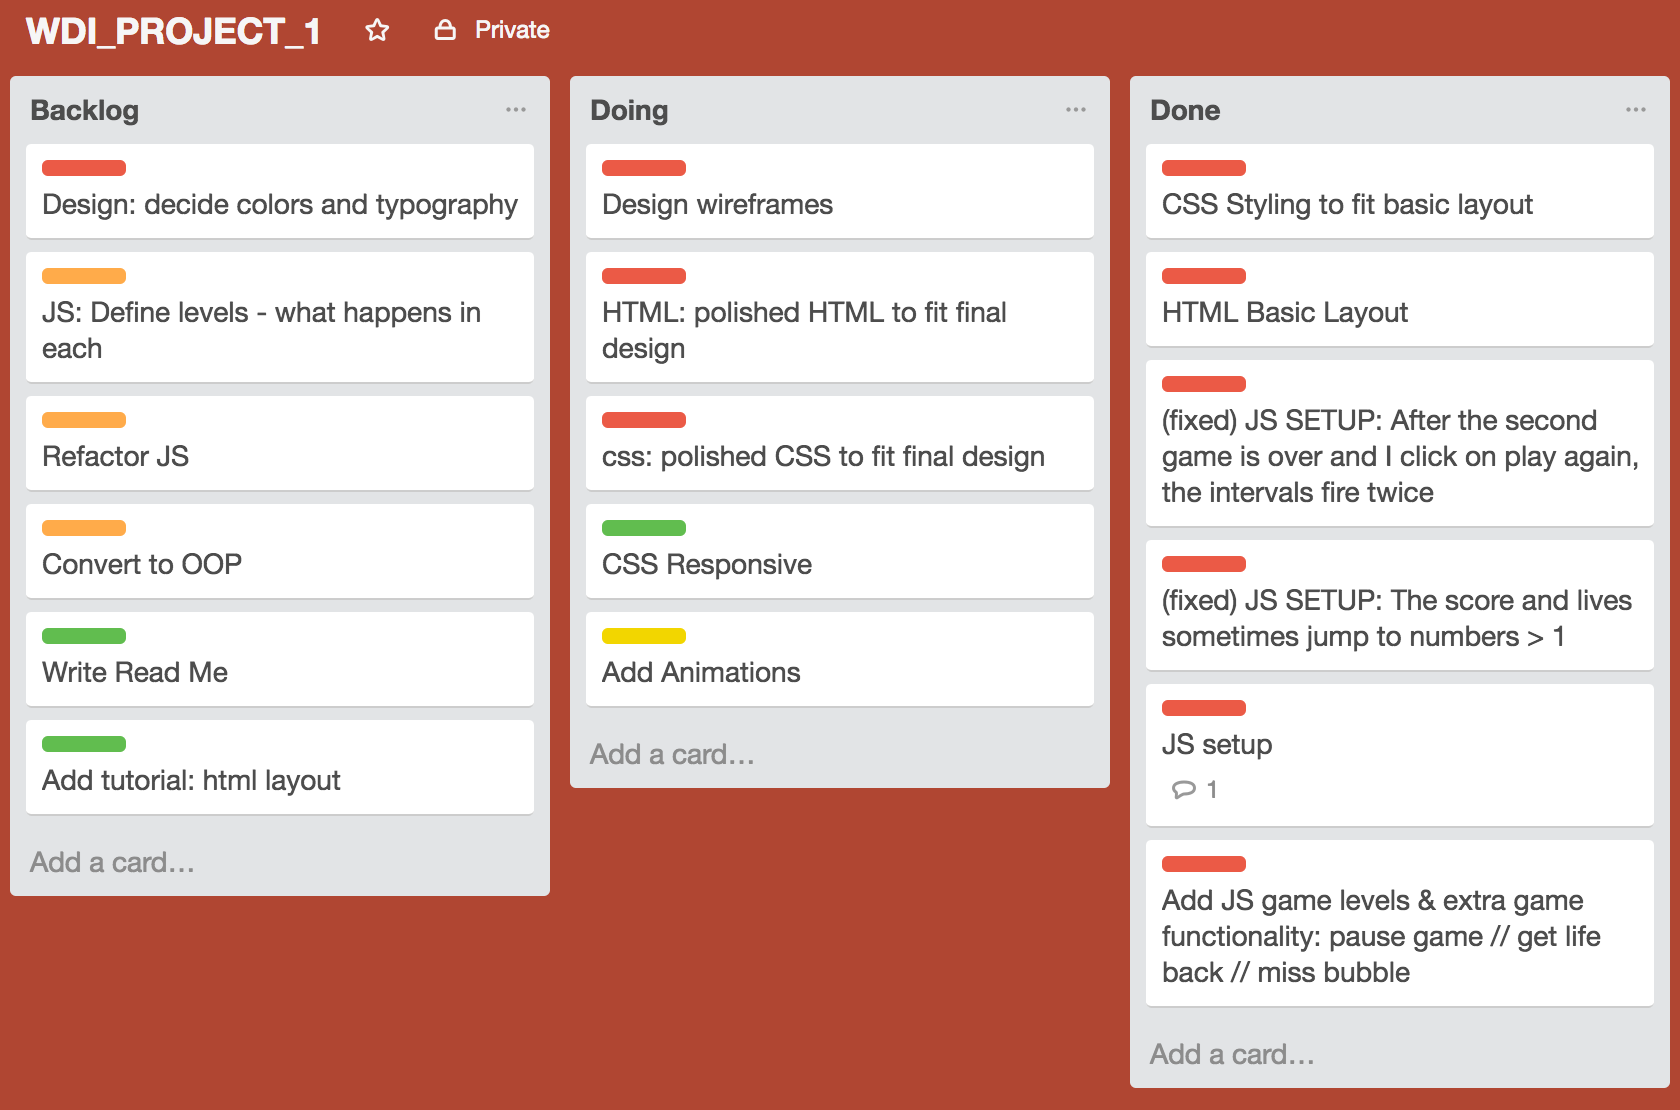 WDI_PROJECT_1
Private
Backlog
Design: decide colors and typography
JS: Define levels - what happens in
each
Refactor JS
Convert to OOP
Write Read Me
Add tutorial: html layout
Add a card…
Doing
Design wireframes
HTML: polished HTML to fit final
design
css: polished CSS to fit final design
CSS Responsive
Add Animations
Add a card…
Done
CSS Styling to fit basic layout
HTML Basic Layout
(fixed) JS SETUP: After the second
game is over and I click on play again,
the intervals fire twice
(fixed) JS SETUP: The score and lives
sometimes jump to numbers > 1
JS setup
1
Add JS game levels & extra game
functionality: pause game // get life
back // miss bubble
Add a card…